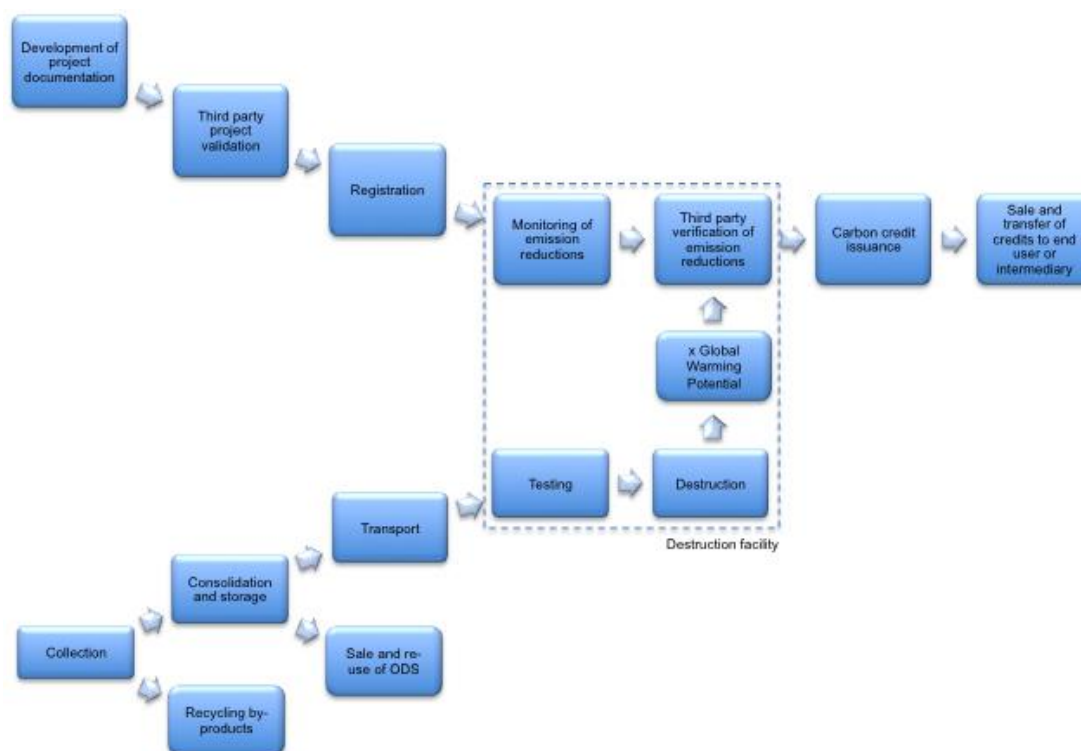 Development of
project
documentation
Third party
project
validation
Registration
Monitoring of
emission
reductions
Third party
verification of
emission
reductions
Carbon credit
issuance
Sale and
transfer of
credits to end
user or
intermediary
x Global
Warming
Potential
Testing
Destruction
Destruction facility
Transport
Consolidation
and storage
Collection
Sale and re-
use of ODS
Recycling by-
products